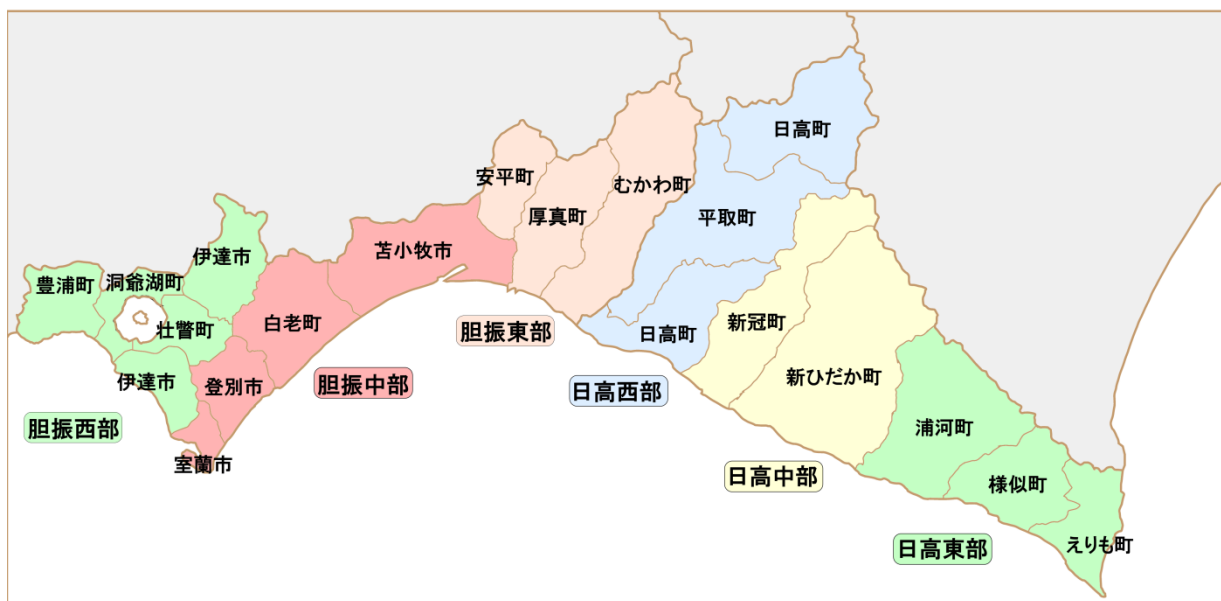 日高町
安平町
むかわ町
厚真町
平取町
苫小牧市
伊達市
洞爺湖町
豊浦町
白老町
壮瞥町
新冠町
日高町
胆振東部
伊達市
登別市
胆振中部
新ひだか町
日高西部
胆振西部
浦河町
室蘭市
日高中部
様似町
えりも町
日高東部